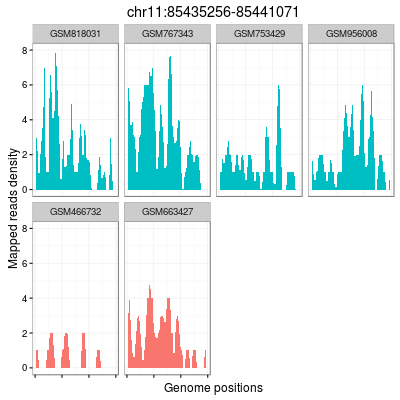 chr11:85435256-85441071
GSM818031 GSM767343 GSM753429 GSM956008
8
6
4
2
0
GSM466732 GSM663427
8
6
4
2
0
Mapped reads density
Genome positions